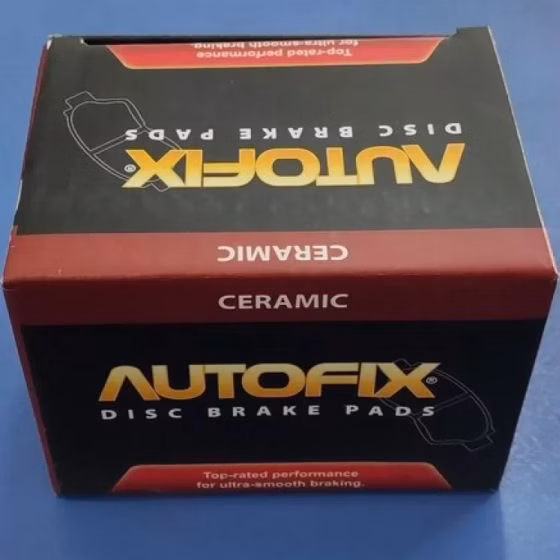 Top-rated performance
for ultra-smooth braking.
DISC BRAKE PADS
AUTOFIX®
CERAMIC
CERAMIC
AUTOFIX®
DISC BRAKE PADS
Top-rated performance
for ultra-smooth braking.